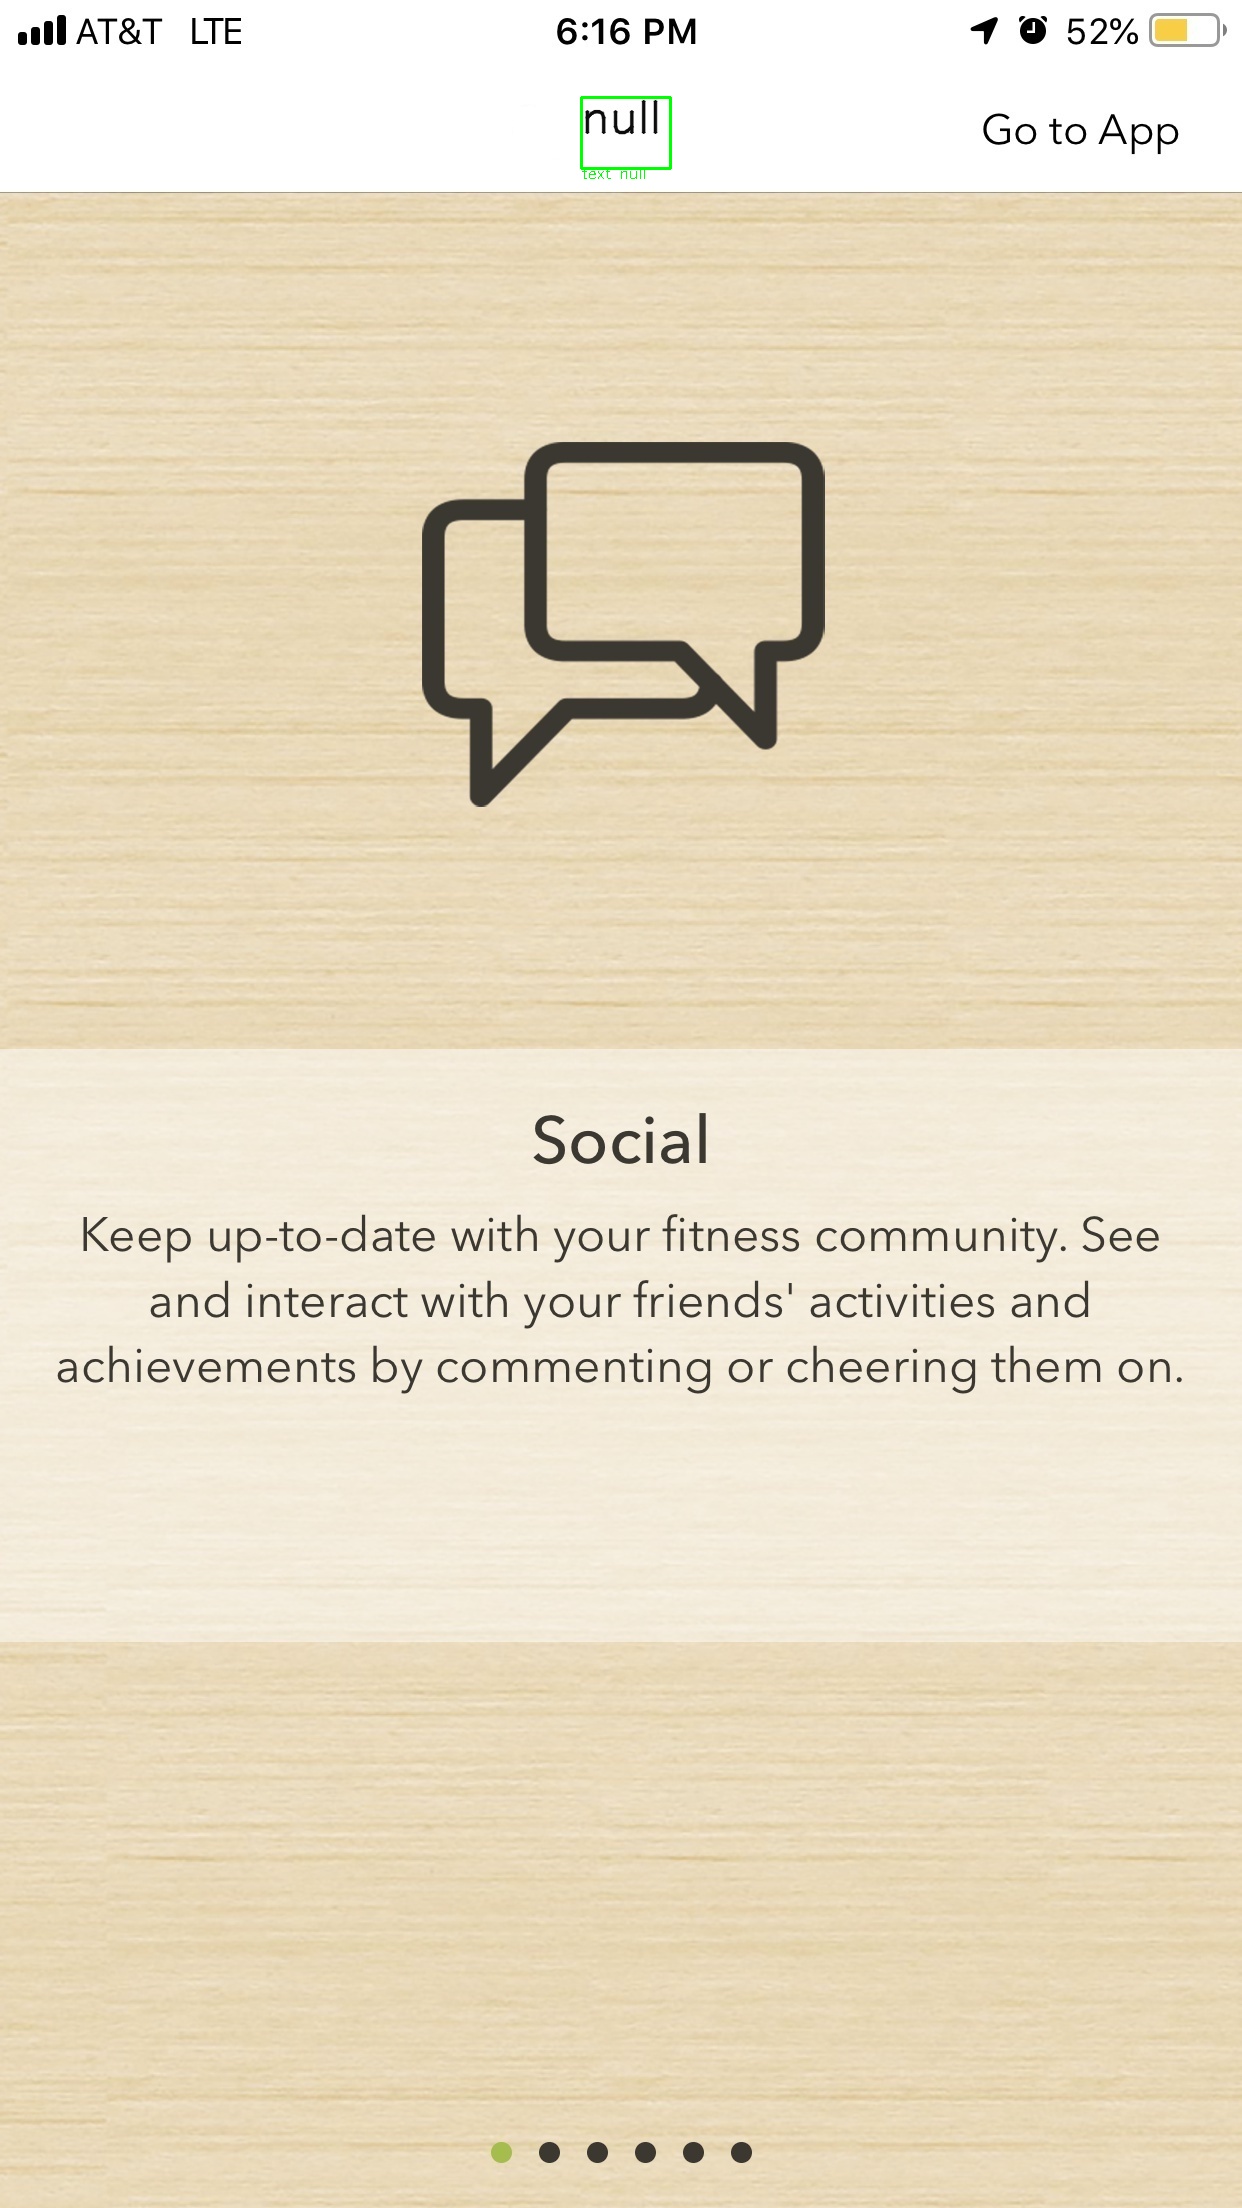 AT&T LTE 6:16 PM 52%
null Go to App
text null
Social
Keep up-to-date with your fitness community. See
and interact with your friends' activities and
achievements by commenting or cheering them on.